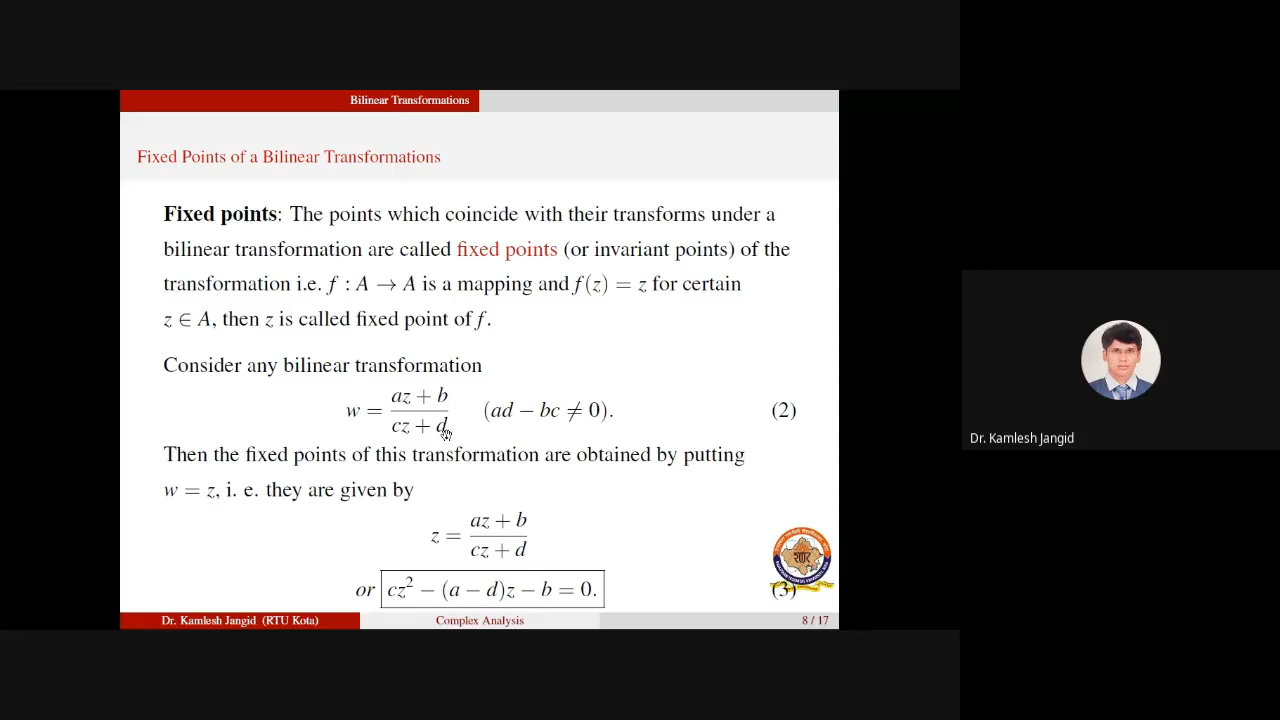 Bilinear Transformations
Fixed Points of a Bilinear Transformations
Fixed points: The points which coincide with their transforms under a
bilinear transformation are called fixed points (or invariant points) of the
transformation i.e. f : A → A is a mapping and f(z) = z for certain
z ∈ A, then z is called fixed point of f.
Consider any bilinear transformation
w = (az + b)/(cz + d) (ad − bc ≠ 0). (2)
Then the fixed points of this transformation are obtained by putting
w = z, i. e. they are given by
z = (az + b)/(cz + d)
or cz² − (a − d)z − b = 0. (3)
Dr. Kamlesh Jangid (RTU Kota) Complex Analysis 8 / 17
Dr. Kamlesh Jangid